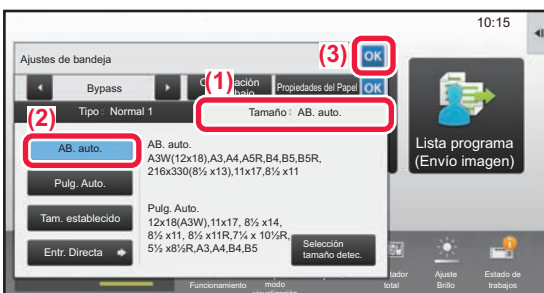 10:15
(3)
Ajustes de bandeja
OK
(1)
Bypass
Propiedades del Papel
OK
(2)
Tipo : Normal 1
Tamaño : AB. auto.
AB. auto.
AB. auto.
A3W(12x18),A3,A4,A5R,B4,B5,B5R,
216x330(8½ x13),11x17,8½ x11
Pulg. Auto.
Pulg. Auto.
12x18(A3W),11x17, 8½ x14,
8½ x11, 8½ x11R,7¼ x 10½R,
5½ x8½R,A3,A4,B4,B5
Tam. establecido
Entr. Directa
Selección
tamaño detec.
Lista programa
(Envío imagen)
Funcionamiento
modo
total
Ajuste
Brillo
Estado de
trabajos